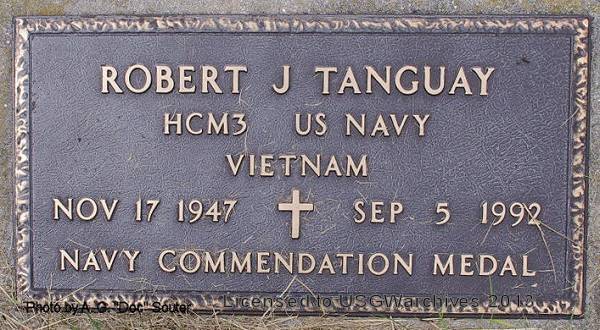 ROBERT J TANGUAY
HCM3 US NAVY
VIETNAM
NOV 17 1947 SEP 5 1992
NAVY COMMENDATION MEDAL
Photo by A. G. "Doc" Souter
Licensed to USGWarchives 2013